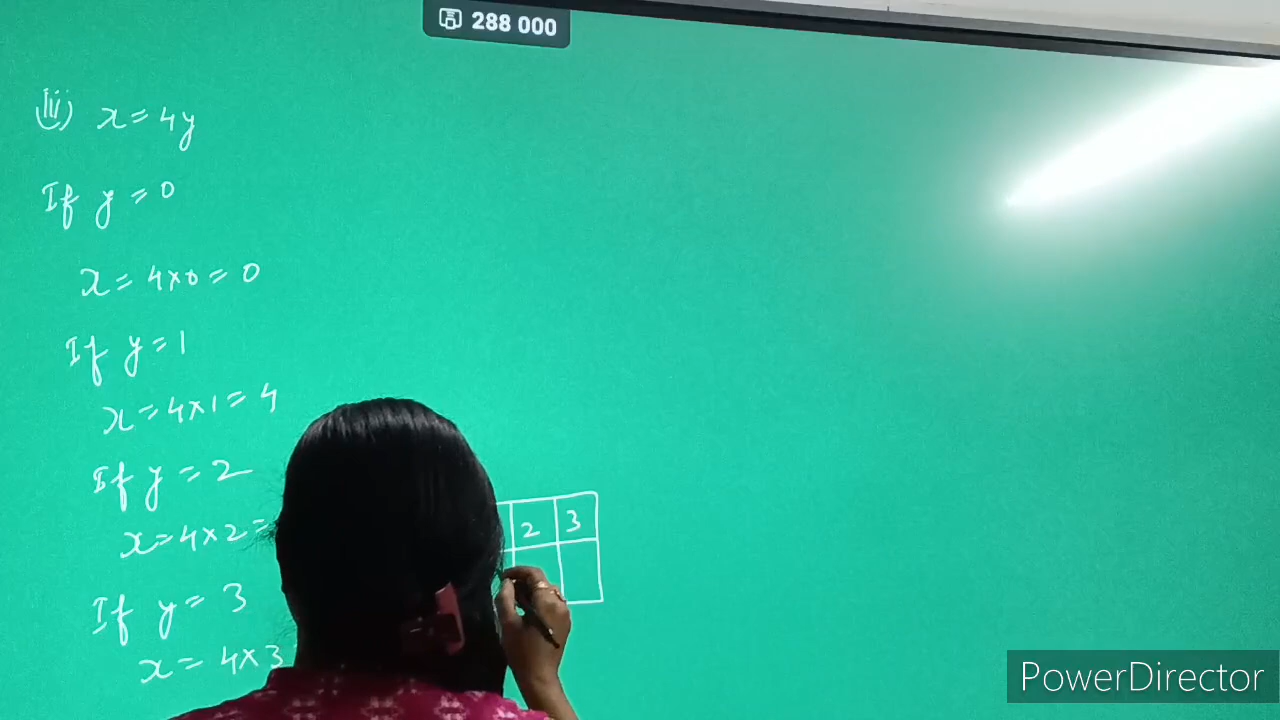 288 000
iii) x = 4y
If y = 0
x = 4×0 = 0
If y = 1
x = 4×1 = 4
If y = 2
x = 4×2 =
If y = 3
x = 4×3
2 3
PowerDirector